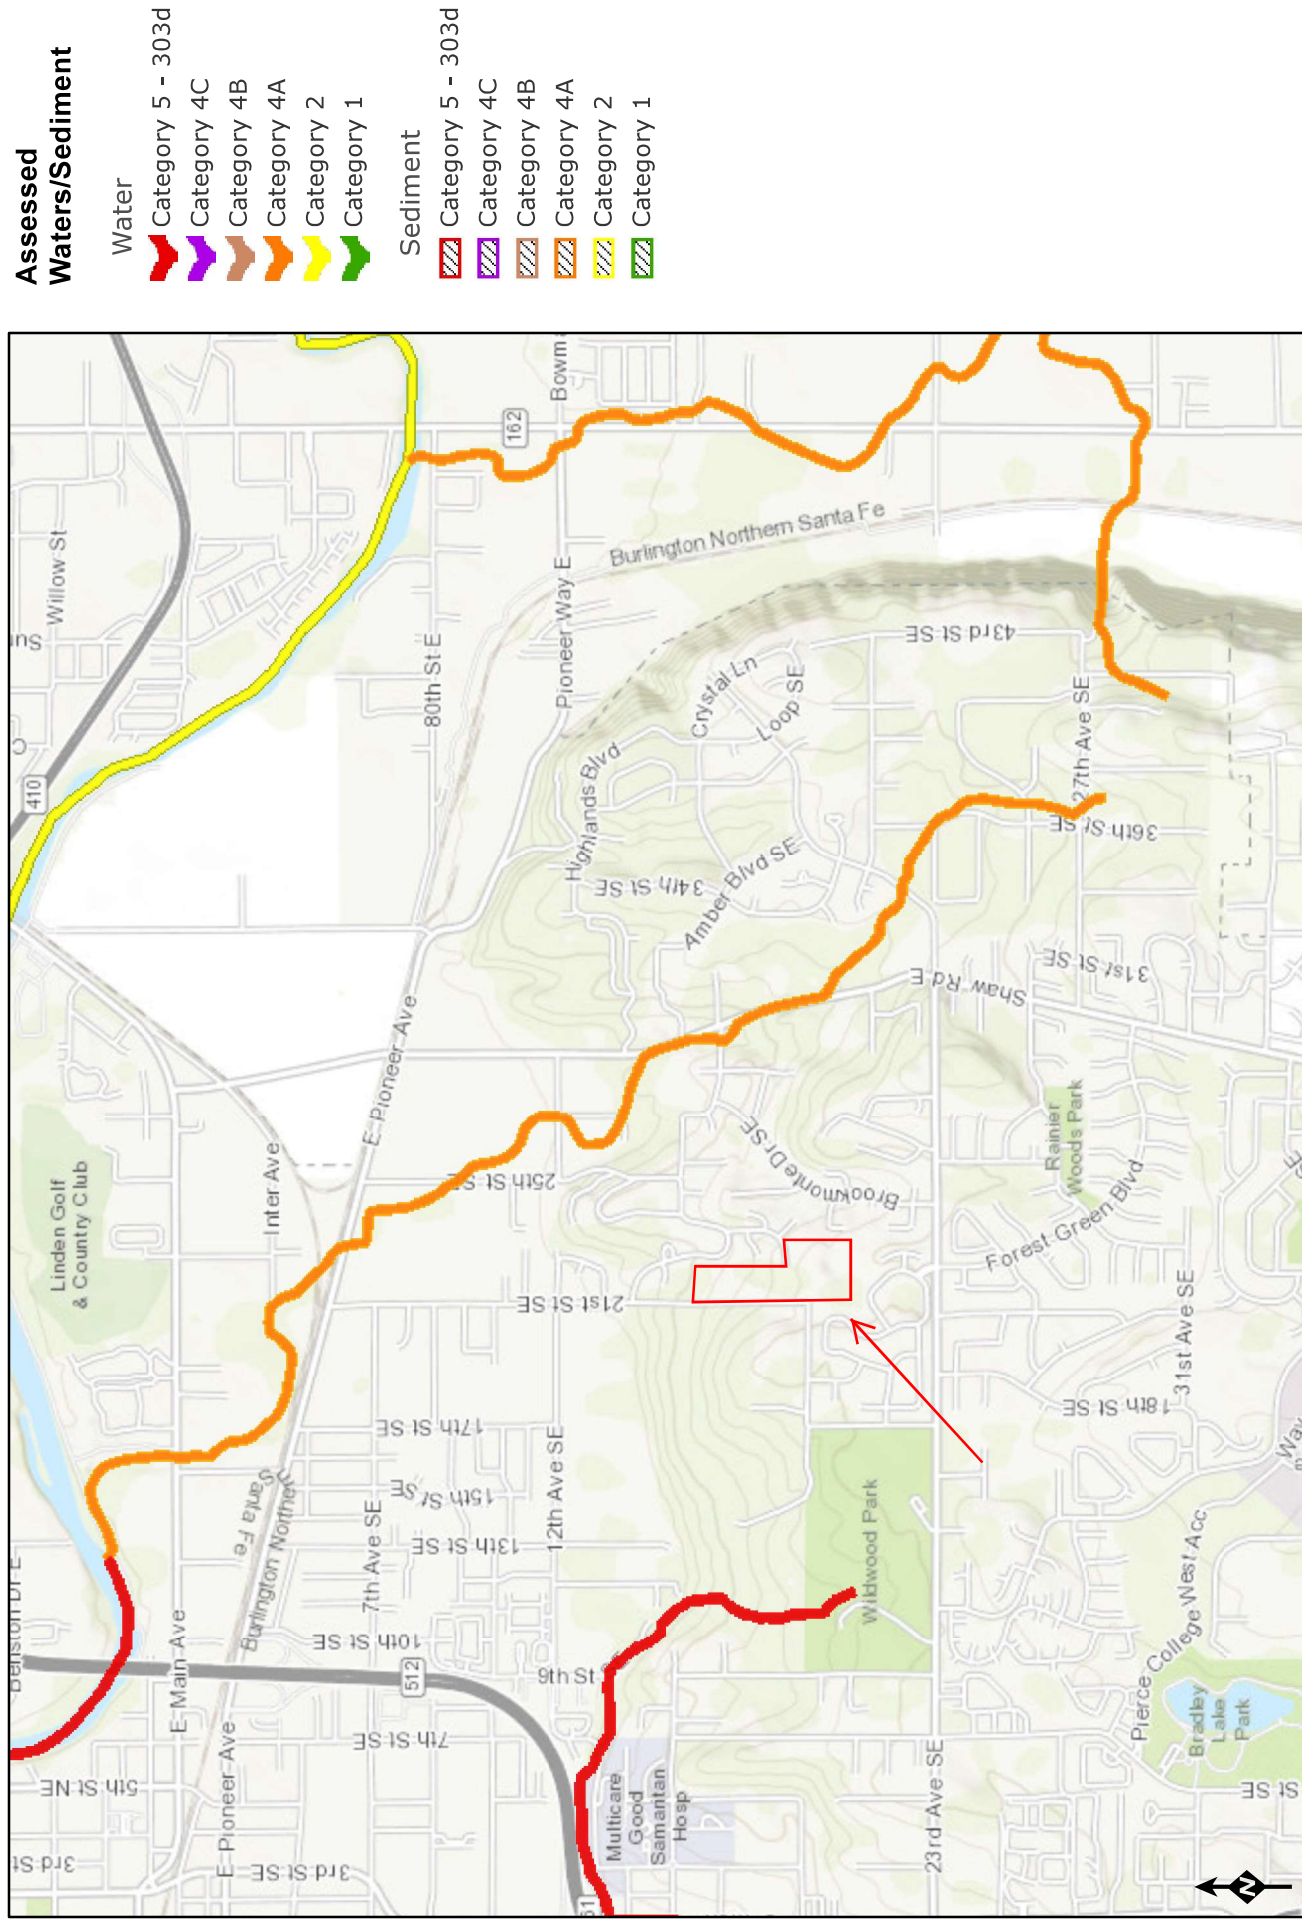 Assessed
Waters/Sediment
Water
Category 5 - 303d
Category 4C
Category 4B
Category 4A
Category 2
Category 1
Sediment
Category 5 - 303d
Category 4C
Category 4B
Category 4A
Category 2
Category 1
410
Willow St
162
Burlington Northern Santa Fe
80th St E
Pioneer Way E
43rd St SE
Crystal Ln
Loop SE
Highlands Blvd
34th St SE
Amber Blvd SE
27th Ave SE
36th St SE
31st St SE
Shaw Rd E
E Pioneer Ave
Linden Golf
& Country Club
Inter Ave
25th St SE
21st St SE
Brookmonte Dr SE
Rainier
Woods Park
Forest Green Blvd
31st Ave SE
18th St SE
17th St SE
15th St SE
13th St SE
12th Ave SE
7th Ave SE
10th St SE
Burlington Northern
Santa Fe
E Main Ave
512
9th St
7th St SE
5th St NE
E Pioneer Ave
3rd St
3rd St SE
Wildwood Park
Multicare
Good
Samaritan
Hosp
23rd Ave SE
Pierce College West Acc
Bradley
Lake
Park
St SE
Way
N